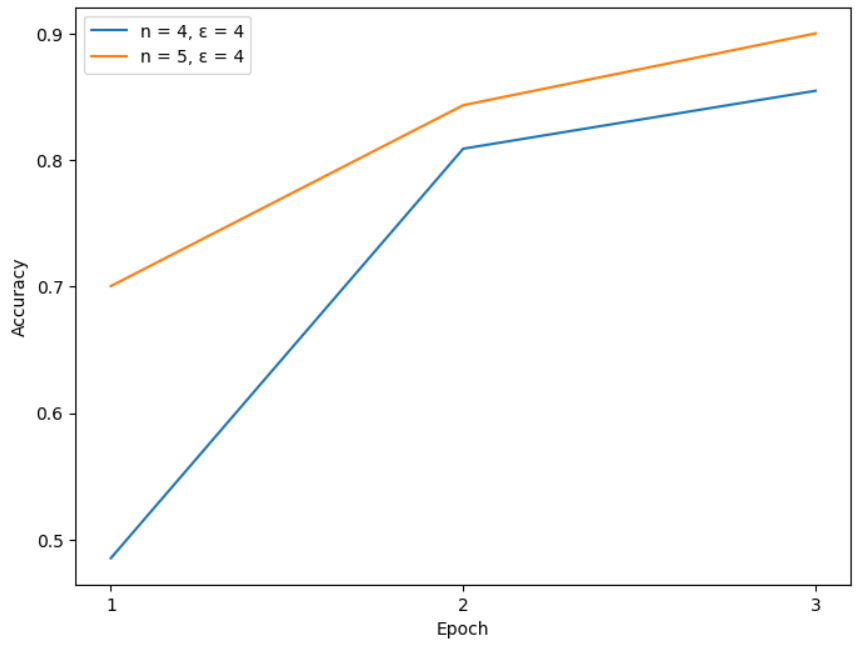 n = 4, ε = 4
n = 5, ε = 4
0.9
0.8
0.7
0.6
0.5
Accuracy
1 2 3
Epoch